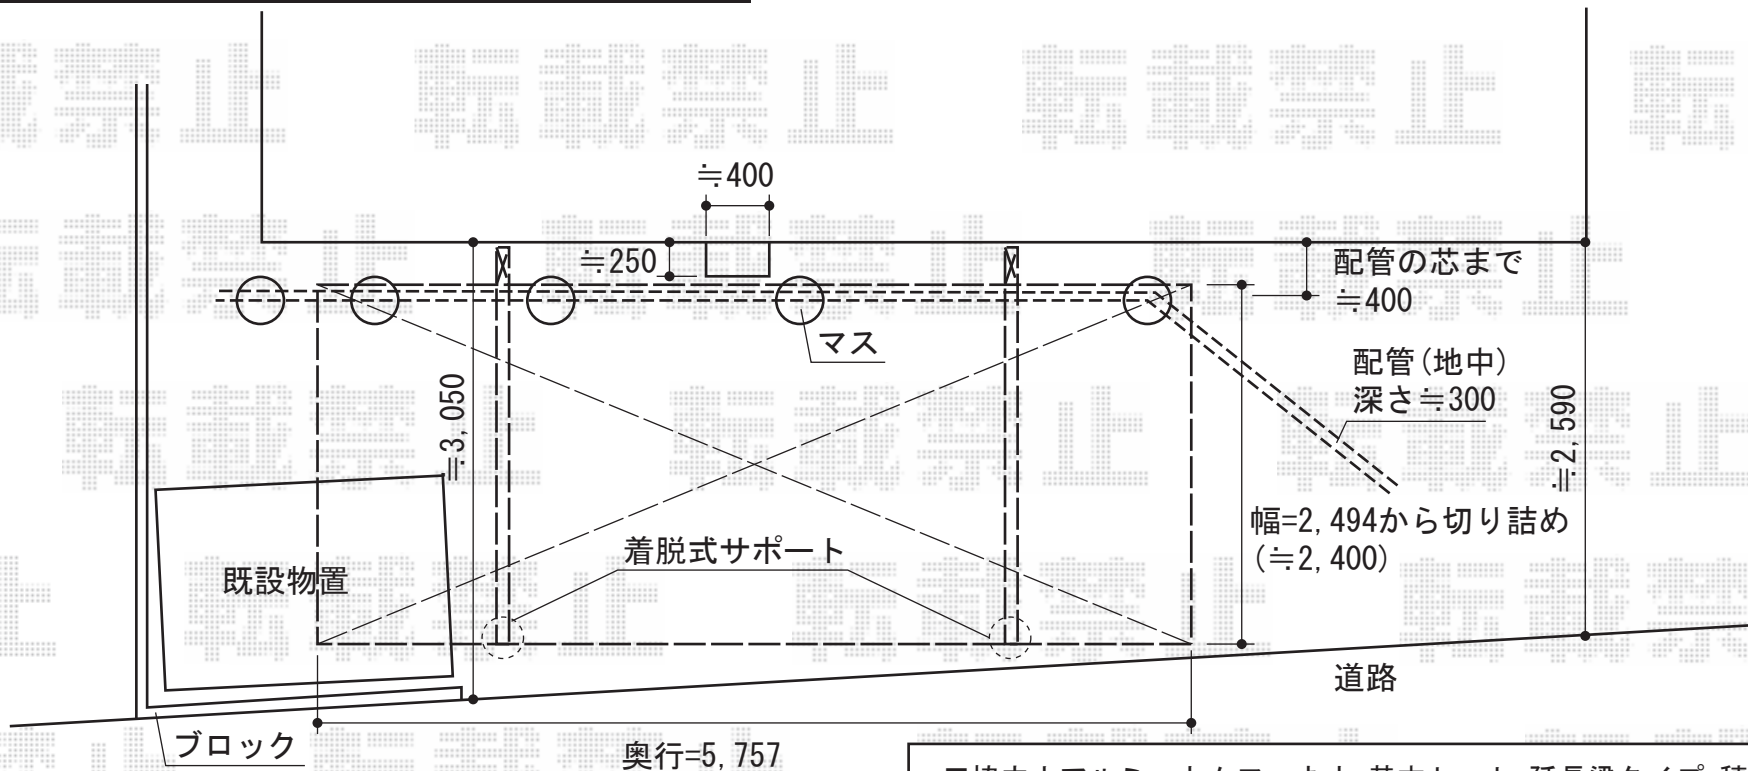 ≒400
≒250
配管の芯まで
≒400
マス
配管(地中)
深さ≒300
≒3,050
≒2,590
幅=2,494から切り詰め
(≒2,400)
着脱式サポート
既設物置
道路
ブロック
奥行=5,757
転載禁止